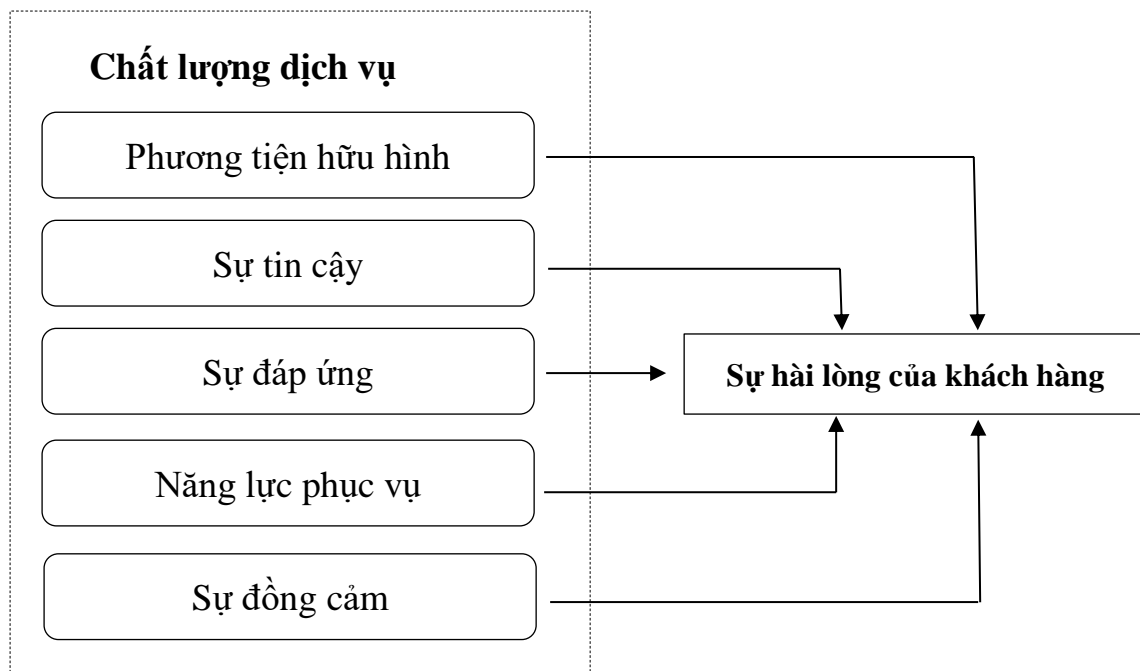 Chất lượng dịch vụ
Phương tiện hữu hình
Sự tin cậy
Sự đáp ứng
Sự hài lòng của khách hàng
Năng lực phục vụ
Sự đồng cảm